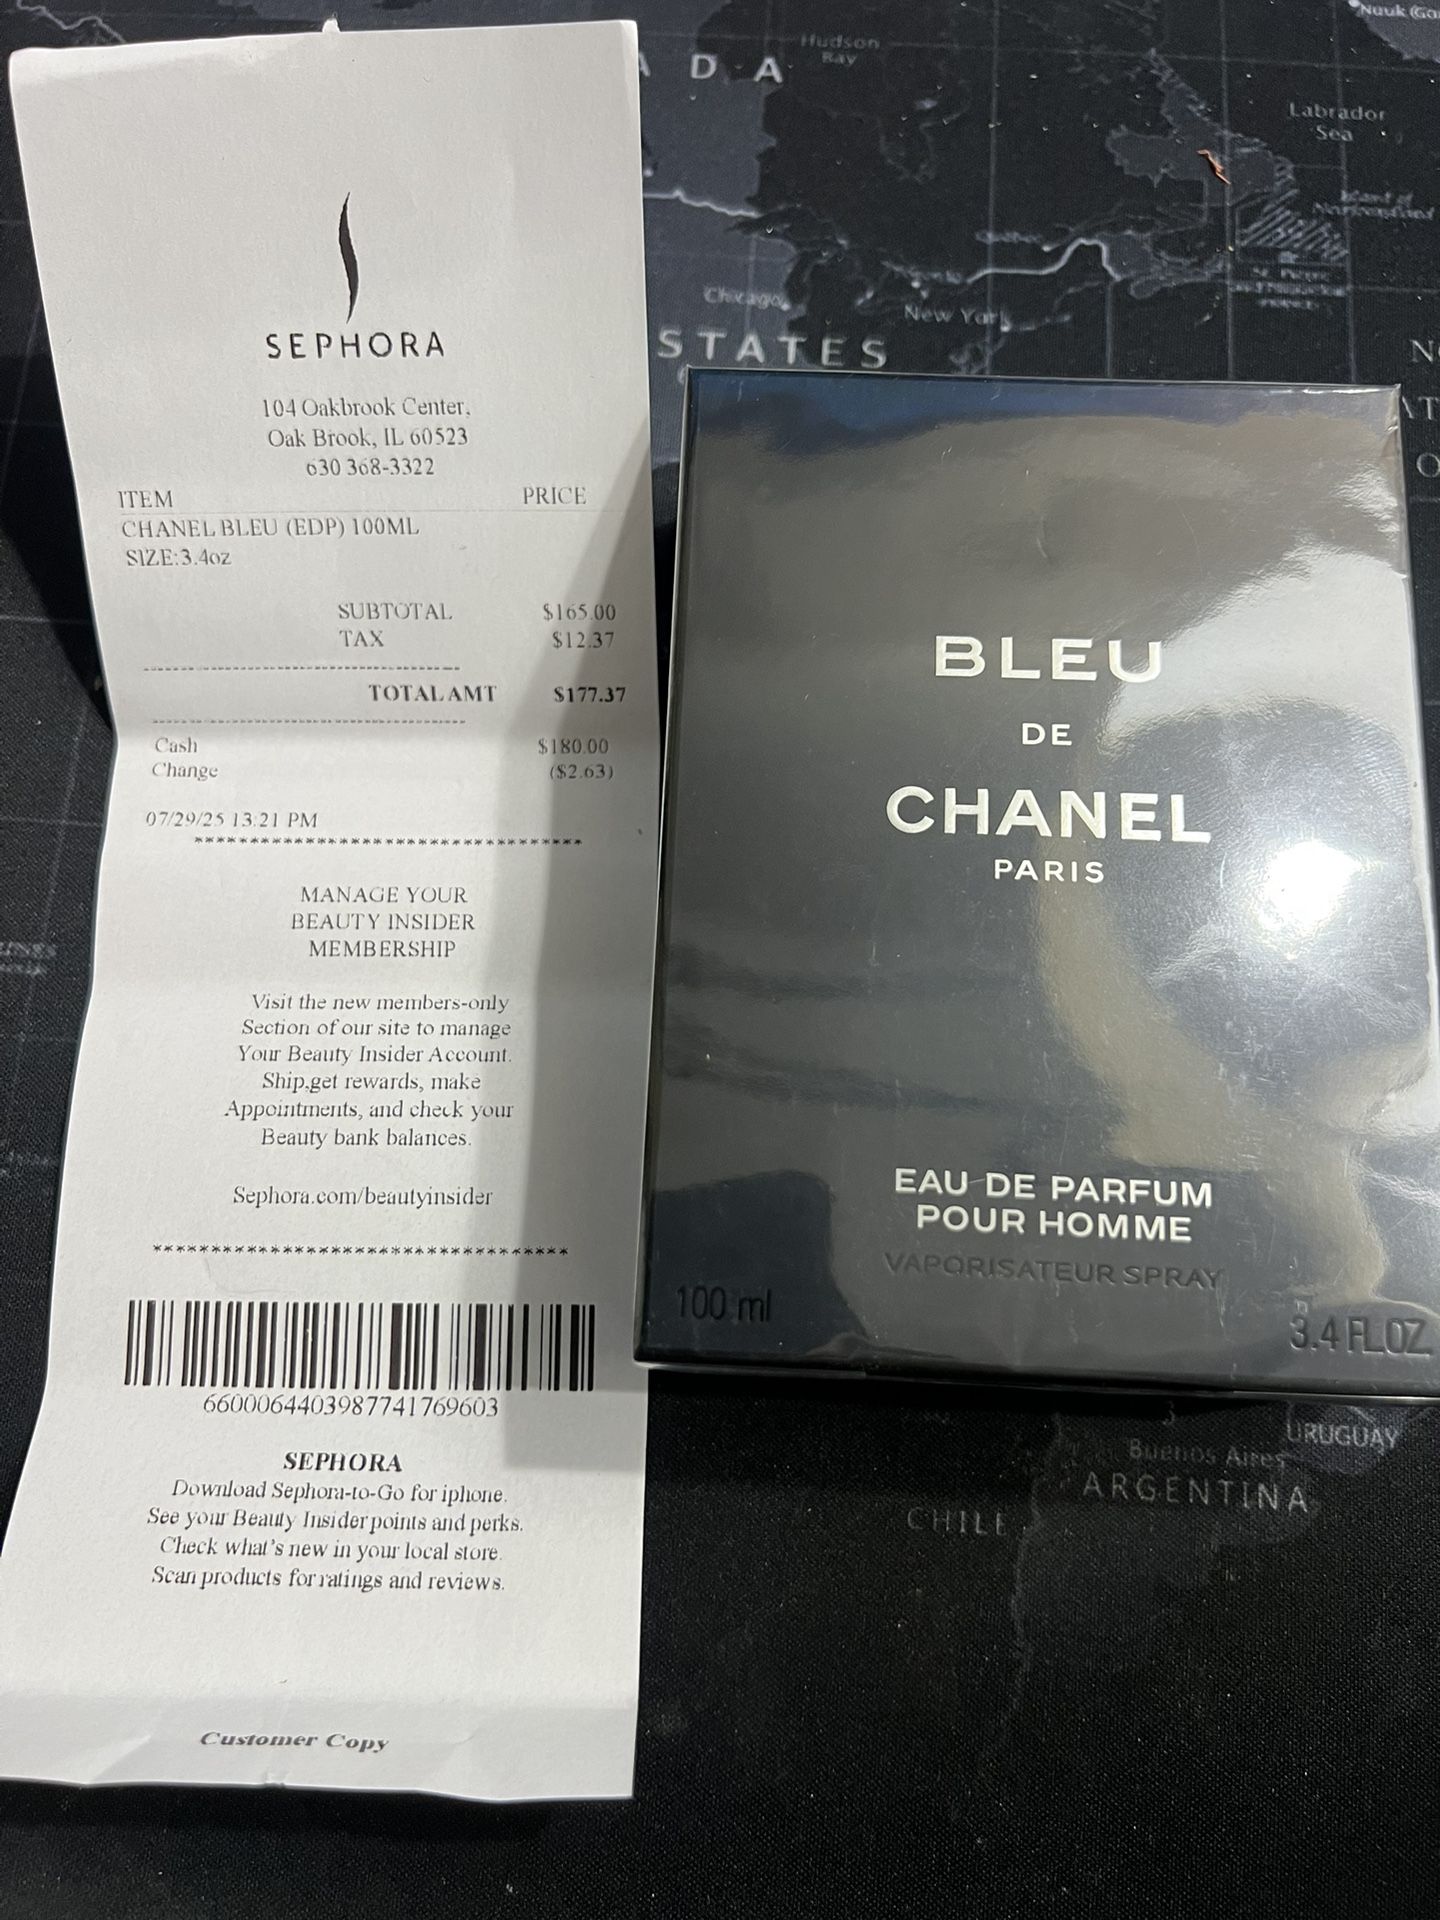 SEPHORA
104 Oakbrook Center,
Oak Brook, IL 60523
630 368-3322
ITEM PRICE
CHANEL BLEU (EDP) 100ML
SIZE:3.4oz
SUBTOTAL $165.00
TAX $12.37
TOTAL AMT $177.37
Cash $180.00
Change ($2.63)
07/29/25 13:21 PM
MANAGE YOUR
BEAUTY INSIDER
MEMBERSHIP
Visit the new members-only
Section of our site to manage
Your Beauty Insider Account.
Ship,get rewards, make
Appointments, and check your
Beauty bank balances.
Sephora.com/beautyinsider
6600064403987741769603
SEPHORA
Download Sephora-to-Go for iphone.
See your Beauty Insider points and perks.
Check what's new in your local store.
Scan products for ratings and reviews.
Customer Copy
BLEU
DE
CHANEL
PARIS
EAU DE PARFUM
POUR HOMME
VAPORISATEUR SPRAY
100 ml
3.4 FL.OZ
Nuuk
Hudson
Bay
A D A
Labrador
Sea
Island of
Chicago
New York
STATES
URUGUAY
Buenos Aires
ARGENTINA
CHILE